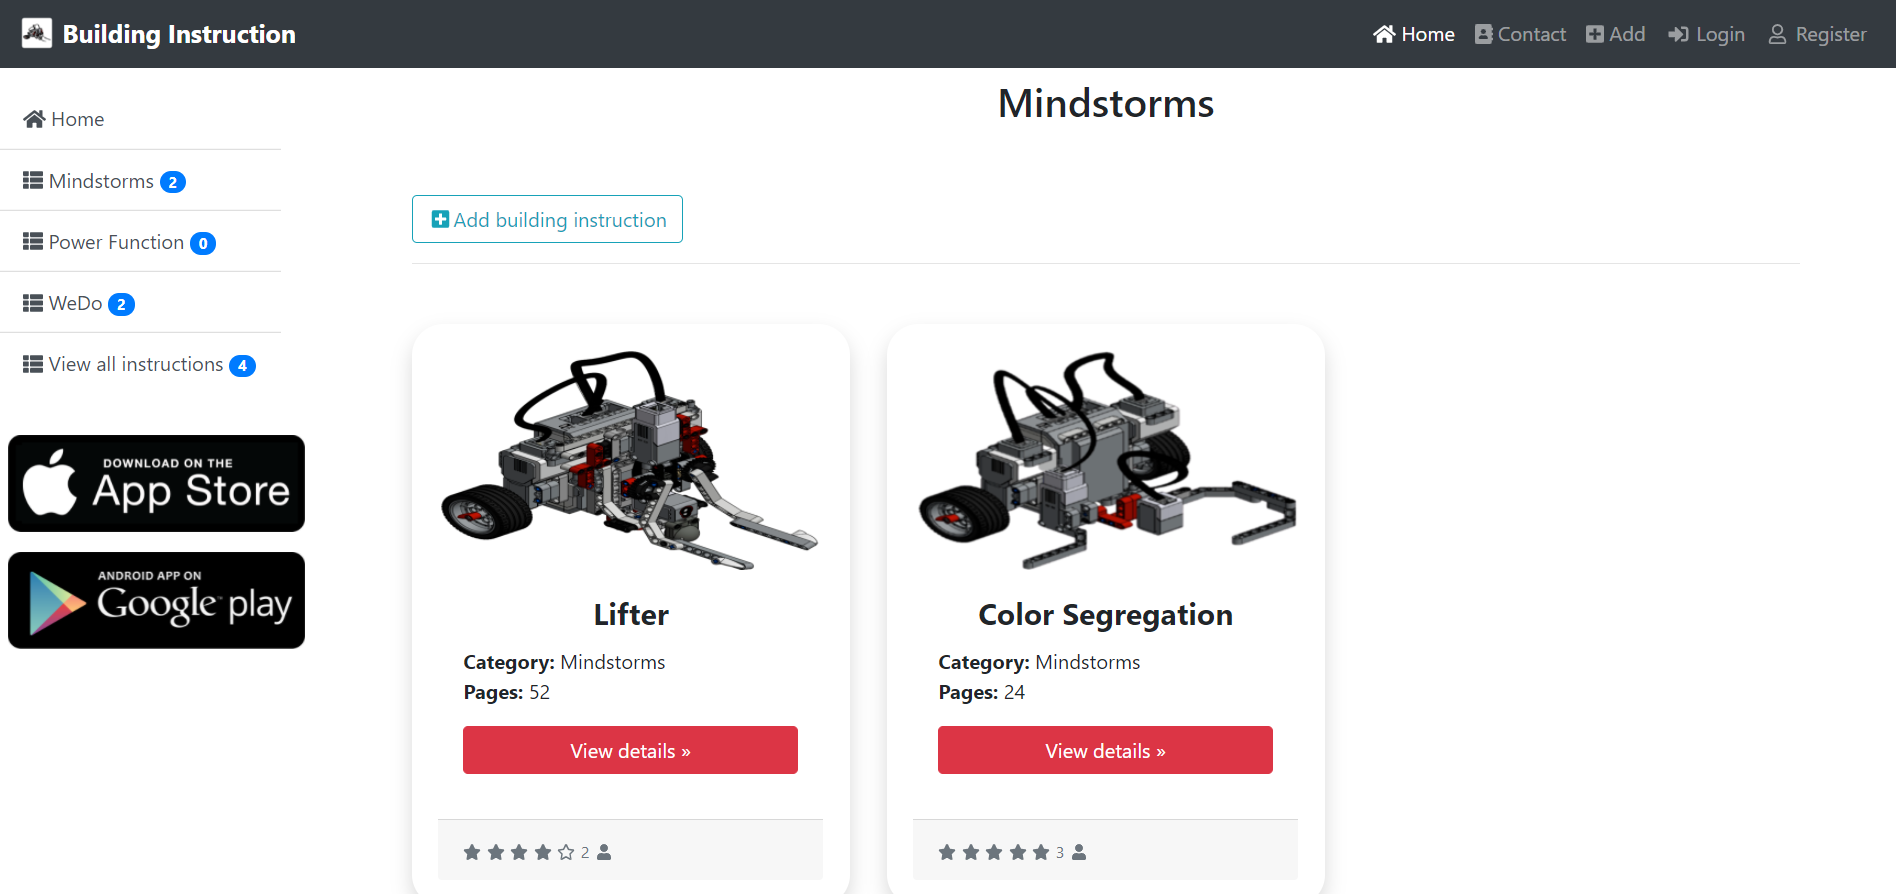 Building Instruction
Home Contact Add Login Register
Home
Mindstorms 2
Power Function 0
WeDo 2
View all instructions 4
DOWNLOAD ON THE
App Store
ANDROID APP ON
Google™ play
Mindstorms
Add building instruction
Lifter
Category: Mindstorms
Pages: 52
View details »
2
Color Segregation
Category: Mindstorms
Pages: 24
View details »
3